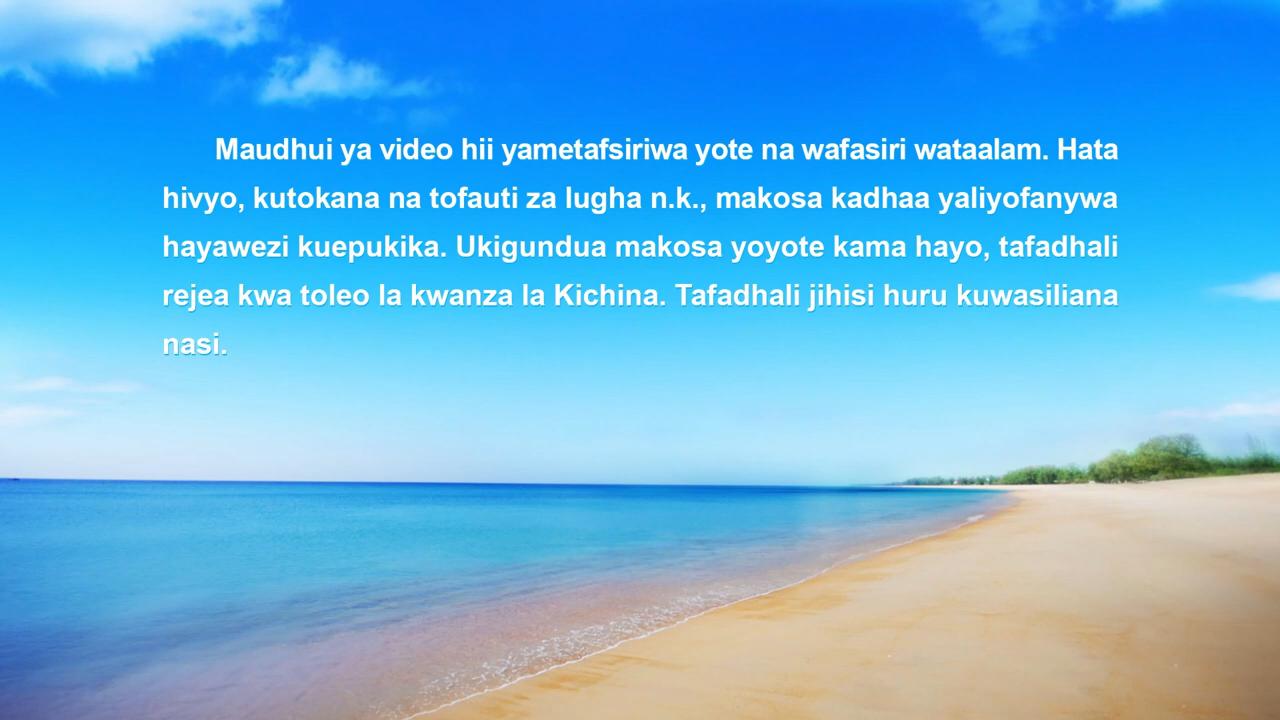 Maudhui ya video hii yametafsiriwa yote na wafasiri wataalam. Hata
hivyo, kutokana na tofauti za lugha n.k., makosa kadhaa yaliyofanywa
hayawezi kuepukika. Ukigundua makosa yoyote kama hayo, tafadhali
rejea kwa toleo la kwanza la Kichina. Tafadhali jihisi huru kuwasiliana
nasi.